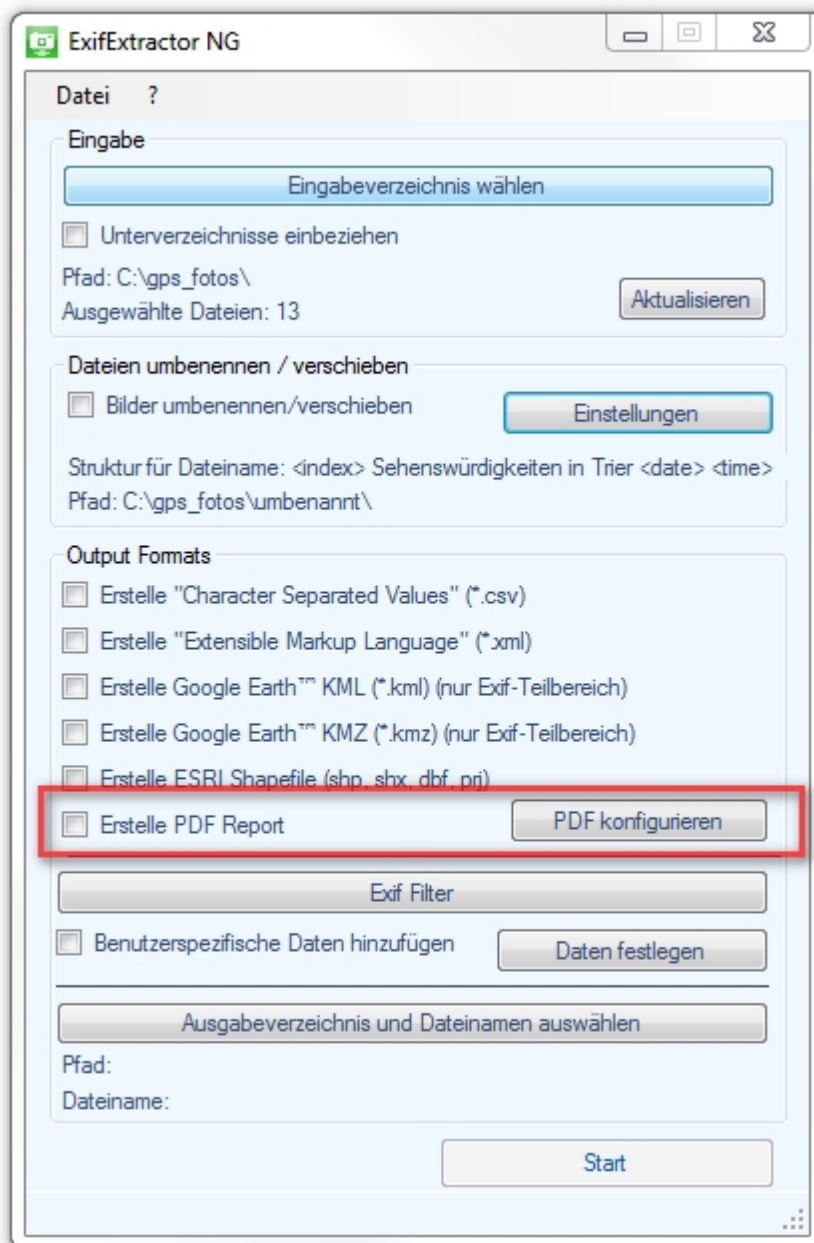 ExifExtractor NG
Datei ?
Eingabe
Eingabeverzeichnis wählen
Unterverzeichnisse einbeziehen
Pfad: C:\gps_fotos\
Ausgewählte Dateien: 13
Aktualisieren
Dateien umbenennen / verschieben
Bilder umbenennen/verschieben
Einstellungen
Struktur für Dateiname: <index> Sehenswürdigkeiten in Trier <date> <time>
Pfad: C:\gps_fotos\umbenannt\
Output Formats
Erstelle "Character Separated Values" (*.csv)
Erstelle "Extensible Markup Language" (*.xml)
Erstelle Google Earth™ KML (*.kml) (nur Exif-Teilbereich)
Erstelle Google Earth™ KMZ (*.kmz) (nur Exif-Teilbereich)
Erstelle ESRI Shapefile (shp, shx, dbf, prj)
Erstelle PDF Report
PDF konfigurieren
Exif Filter
Benutzerspezifische Daten hinzufügen
Daten festlegen
Ausgabeverzeichnis und Dateinamen auswählen
Pfad:
Dateiname:
Start